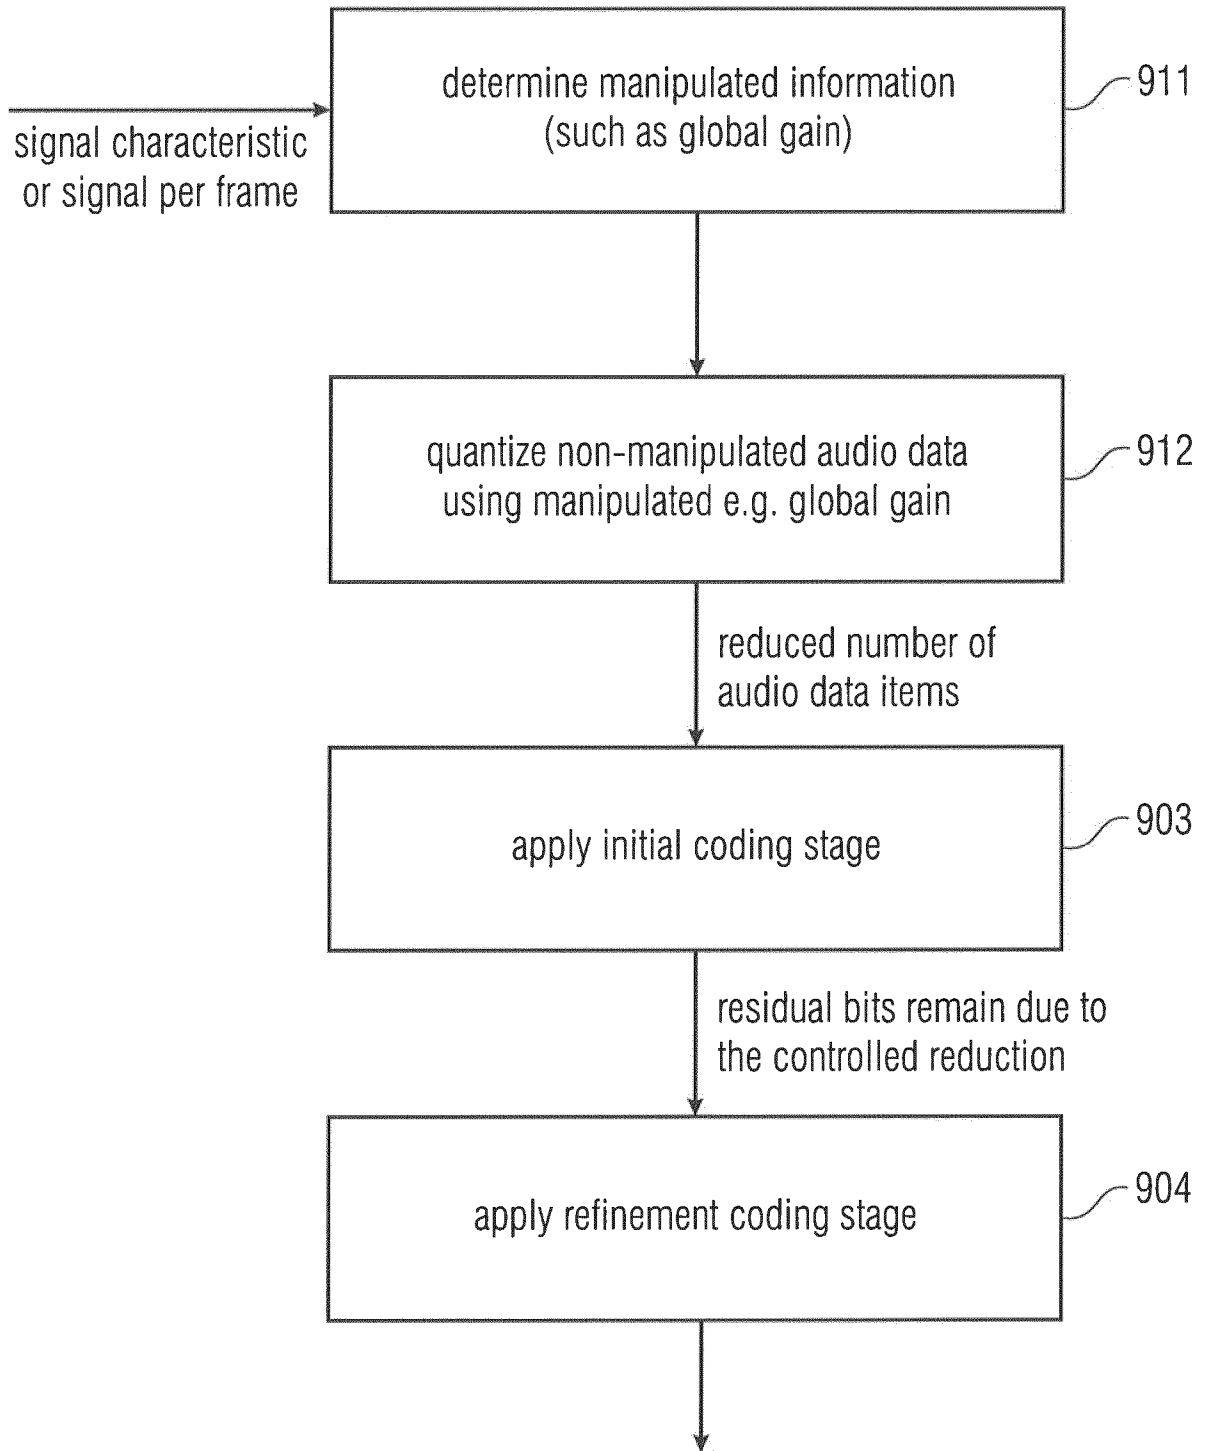 determine manipulated information
(such as global gain)
911
signal characteristic
or signal per frame
quantize non-manipulated audio data
using manipulated e.g. global gain
912
reduced number of
audio data items
apply initial coding stage
903
residual bits remain due to
the controlled reduction
apply refinement coding stage
904